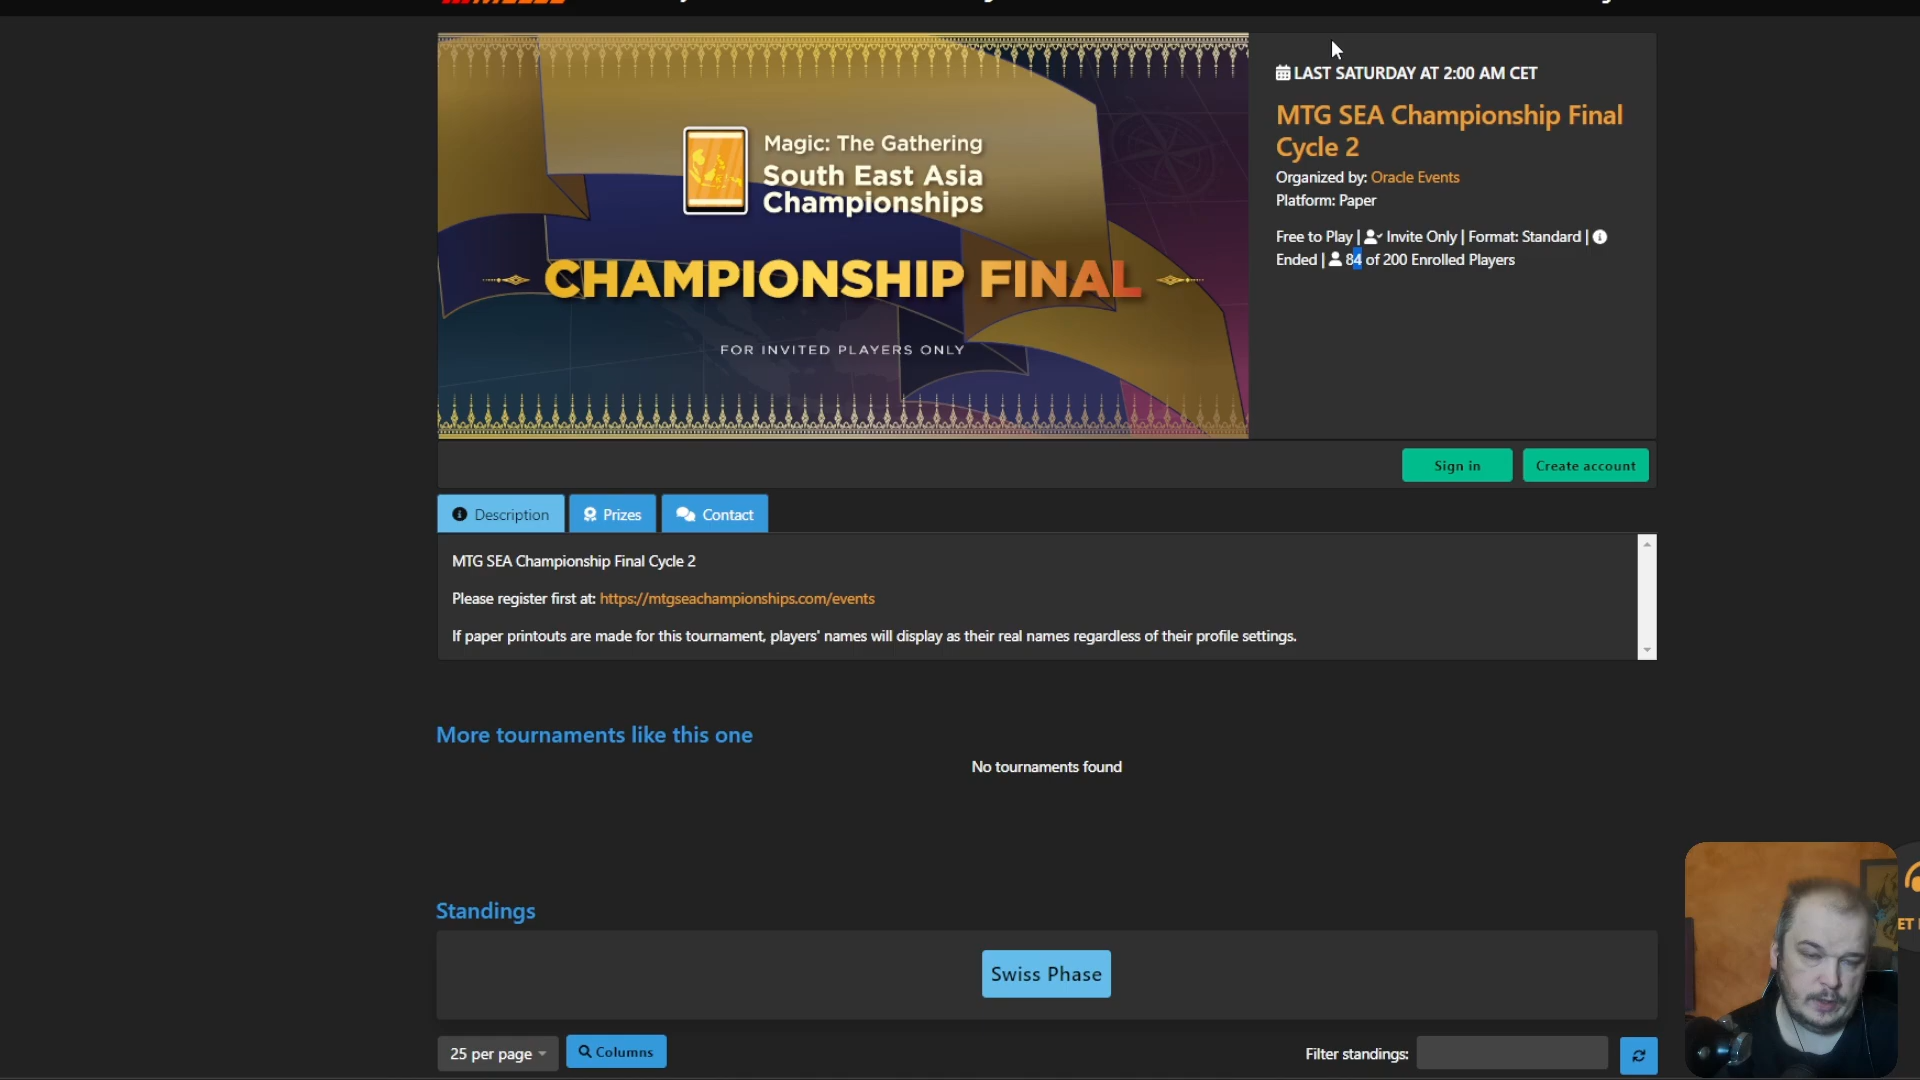 LAST SATURDAY AT 2:00 AM CET
MTG SEA Championship Final
Cycle 2
Organized by: Oracle Events
Platform: Paper
Free to Play | Invite Only | Format: Standard |
Ended | 84 of 200 Enrolled Players
Magic: The Gathering
South East Asia
Championships
CHAMPIONSHIP FINAL
FOR INVITED PLAYERS ONLY
Sign in
Create account
Description
Prizes
Contact
MTG SEA Championship Final Cycle 2
Please register first at: https://mtgseachampionships.com/events
If paper printouts are made for this tournament, players' names will display as their real names regardless of their profile settings.
More tournaments like this one
No tournaments found
Standings
Swiss Phase
25 per page
Columns
Filter standings: